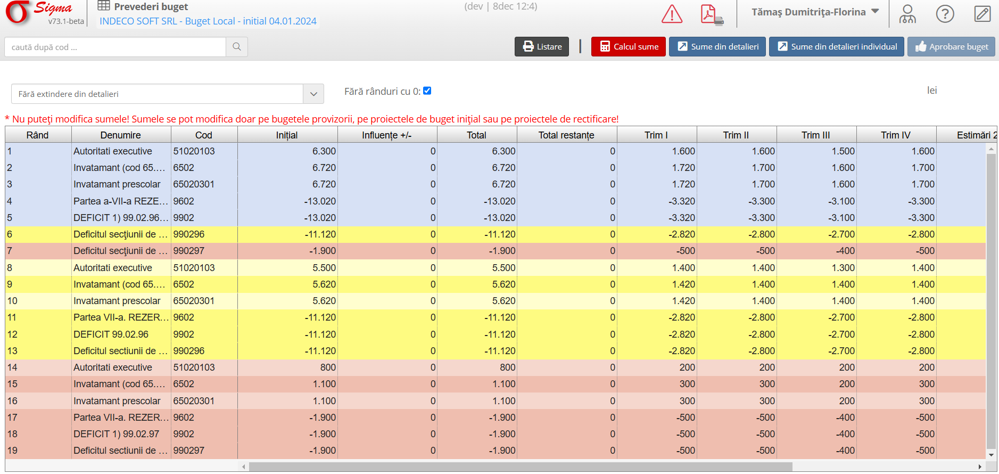 Sigma
v73.1-beta
Prevederi buget
INDECO SOFT SRL - Buget Local - initial 04.01.2024
(dev | 8dec 12:4)
Tămaş Dumitriţa-Florina
caută după cod ...
Listare | Calcul sume Sume din detalieri Sume din detalieri individual Aprobare buget
Fără extindere din detalieri
Fără rânduri cu 0:
lei
* Nu puteţi modifica sumele! Sumele se pot modifica doar pe bugetele provizorii, pe proiectele de buget iniţial sau pe proiectele de rectificare!
Rând Denumire Cod Inițial Influențe +/- Total Total restanțe Trim I Trim II Trim III Trim IV Estimări 2
1 Autoritati executive 51020103 6.300 0 6.300 0 1.600 1.600 1.500 1.600
2 Invatamant (cod 65.... 6502 6.720 0 6.720 0 1.720 1.700 1.600 1.700
3 Invatamant prescolar 65020301 6.720 0 6.720 0 1.720 1.700 1.600 1.700
4 Partea a-VII-a REZE... 9602 -13.020 0 -13.020 0 -3.320 -3.300 -3.100 -3.300
5 DEFICIT 1) 99.02.96... 9902 -13.020 0 -13.020 0 -3.320 -3.300 -3.100 -3.300
6 Deficitul secţiunii de ... 990296 -11.120 0 -11.120 0 -2.820 -2.800 -2.700 -2.800
7 Deficitul secţiunii de ... 990297 -1.900 0 -1.900 0 -500 -500 -400 -500
8 Autoritati executive 51020103 5.500 0 5.500 0 1.400 1.400 1.300 1.400
9 Invatamant (cod 65.... 6502 5.620 0 5.620 0 1.420 1.400 1.400 1.400
10 Invatamant prescolar 65020301 5.620 0 5.620 0 1.420 1.400 1.400 1.400
11 Partea VII-a. REZER... 9602 -11.120 0 -11.120 0 -2.820 -2.800 -2.700 -2.800
12 DEFICIT 99.02.96 9902 -11.120 0 -11.120 0 -2.820 -2.800 -2.700 -2.800
13 Deficitul sectiunii de ... 990296 -11.120 0 -11.120 0 -2.820 -2.800 -2.700 -2.800
14 Autoritati executive 51020103 800 0 800 0 200 200 200 200
15 Invatamant (cod 65.... 6502 1.100 0 1.100 0 300 300 200 300
16 Invatamant prescolar 65020301 1.100 0 1.100 0 300 300 200 300
17 Partea VII-a. REZER... 9602 -1.900 0 -1.900 0 -500 -500 -400 -500
18 DEFICIT 1) 99.02.97 9902 -1.900 0 -1.900 0 -500 -500 -400 -500
19 Deficitul sectiunii de ... 990297 -1.900 0 -1.900 0 -500 -500 -400 -500